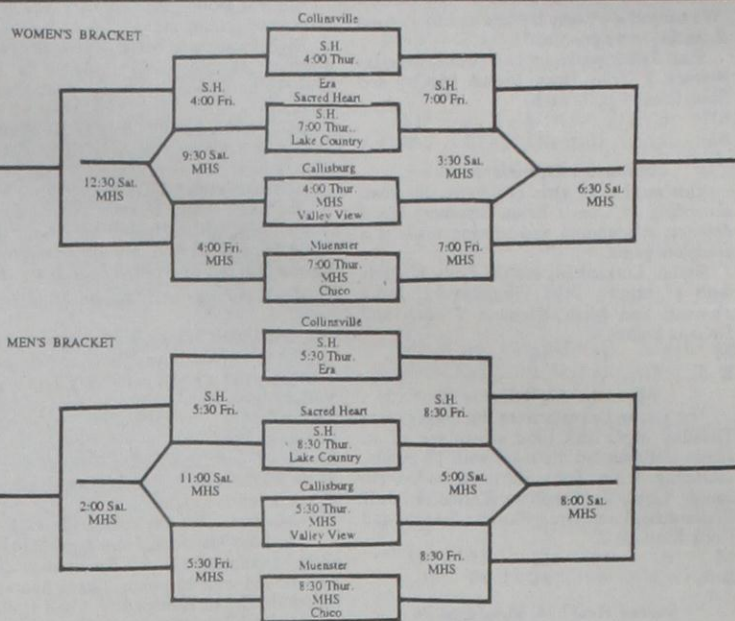 WOMEN'S BRACKET
Collinsville
S.H.
4:00 Thur.
Era
S.H.
4:00 Fri.
S.H.
7:00 Fri.
Sacred Heart
S.H.
7:00 Thur.
Lake Country
9:30 Sat.
MHS
3:30 Sat.
MHS
12:30 Sat.
MHS
6:30 Sat.
MHS
Callisburg
4:00 Thur.
MHS
Valley View
4:00 Fri.
MHS
7:00 Fri.
MHS
Muenster
7:00 Thur.
MHS
Chico
MEN'S BRACKET
Collinsville
S.H.
5:30 Thur.
Era
S.H.
5:30 Fri.
S.H.
8:30 Fri.
Sacred Heart
S.H.
8:30 Thur.
Lake Country
11:00 Sat.
MHS
5:00 Sat.
MHS
2:00 Sat.
MHS
8:00 Sat.
MHS
Callisburg
5:30 Thur.
MHS
Valley View
5:30 Fri.
MHS
8:30 Fri.
MHS
Muenster
8:30 Thur.
MHS
Chico